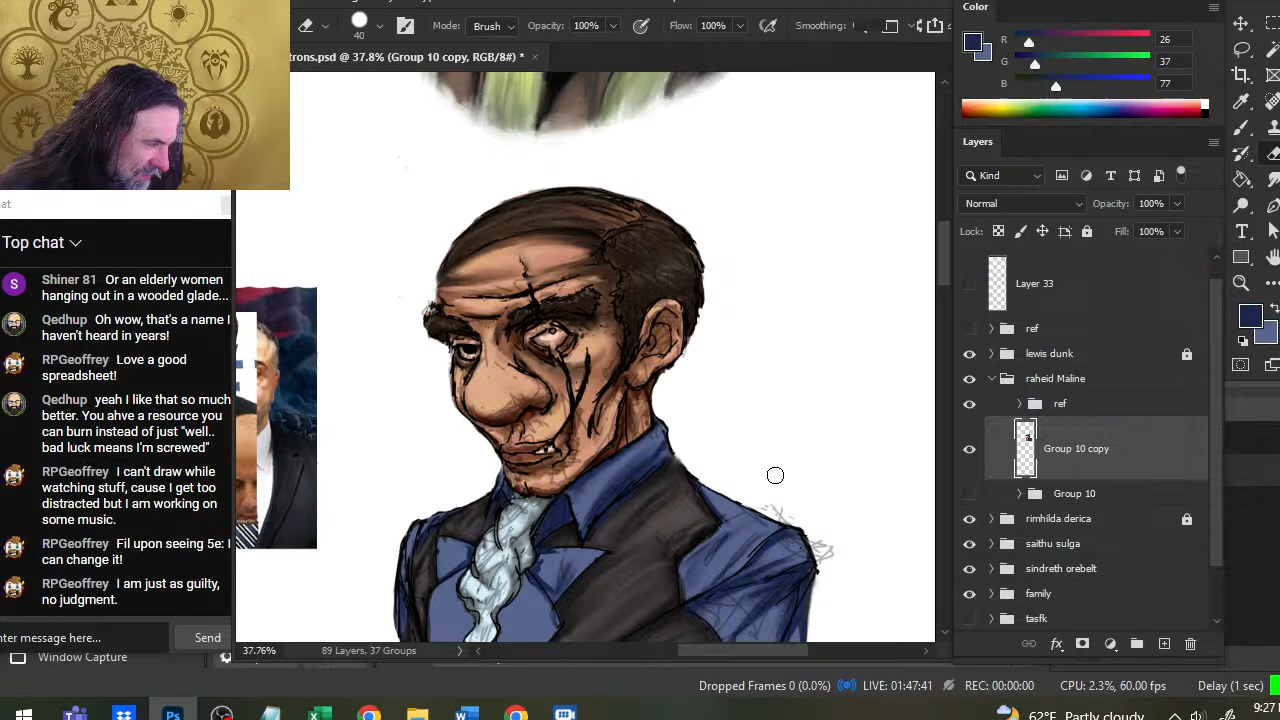 40
Mode:
Brush
Opacity:
100%
Flow:
100%
Smoothing:
Color
trons.psd @ 37.8% (Group 10 copy, RGB/8#) *
R
26
G
37
B
77
Layers
Kind
Normal
Opacity:
100%
Lock:
Fill:
100%
Layer 33
ref
lewis dunk
raheid Maline
ref
Group 10 copy
Group 10
rimhilda derica
saithu sulga
sindreth orebelt
family
tasfk
at
Top chat
S
Shiner 81 Or an elderly women
hanging out in a wooded glade...
Qedhup Oh wow, that's a name I
haven't heard in years!
RPGeoffrey Love a good
spreadsheet!
Qedhup yeah I like that so much
better. You ahve a resource you
can burn instead of just "well..
bad luck means I'm screwed"
RPGeoffrey I can't draw while
watching stuff, cause I get too
distracted but I am working on
some music.
RPGeoffrey Fil upon seeing 5e: I
can change it!
RPGeoffrey I am just as guilty,
no judgment.
nter message here...
Send
Window Capture
37.76%
89 Layers, 37 Groups
Dropped Frames 0 (0.0%)
LIVE: 01:47:41
REC: 00:00:00
CPU: 2.3%, 60.00 fps
Delay (1 sec)
62°F Partly cloudy
9:27